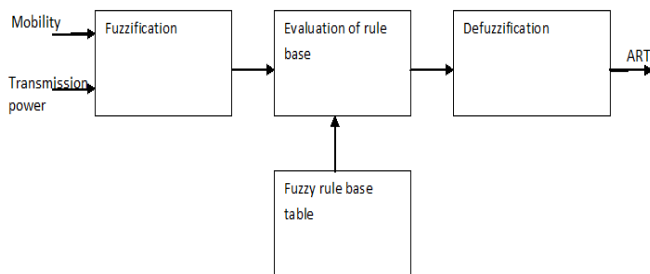 Mobility
Fuzzification
Evaluation of rule
base
Defuzzification
ART
Transmission
power
Fuzzy rule base
table